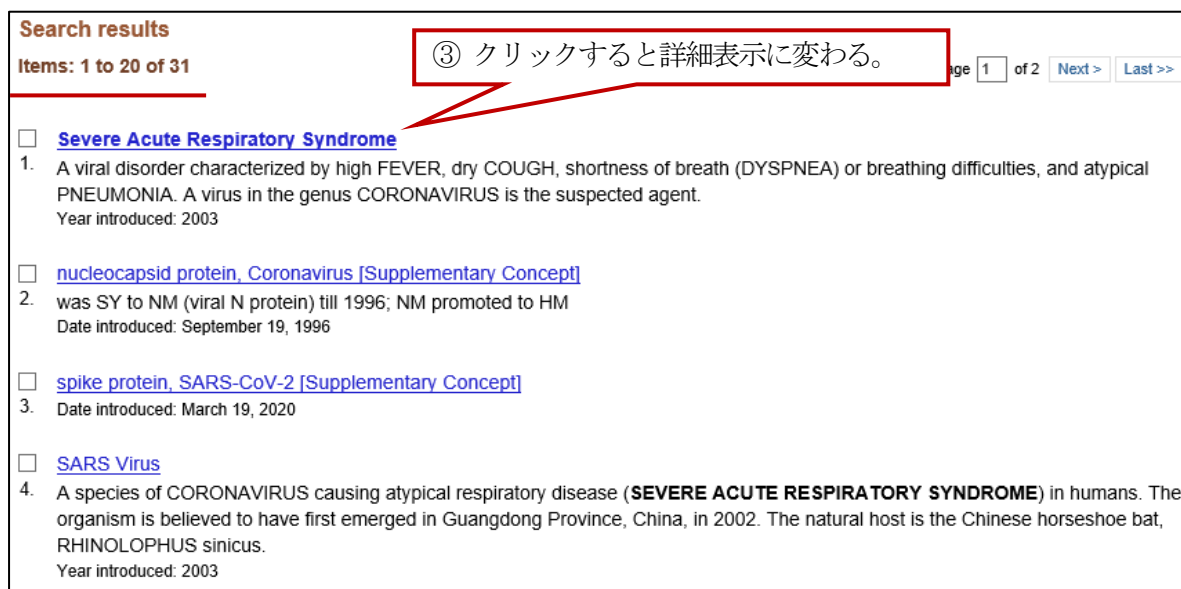 Search results
③ クリックすると詳細表示に変わる。
Items: 1 to 20 of 31
1 of 2 Next > Last >>
Severe Acute Respiratory Syndrome
1. A viral disorder characterized by high FEVER, dry COUGH, shortness of breath (DYSPNEA) or breathing difficulties, and atypical
PNEUMONIA. A virus in the genus CORONAVIRUS is the suspected agent.
Year introduced: 2003
nucleocapsid protein, Coronavirus [Supplementary Concept]
2. was SY to NM (viral N protein) till 1996; NM promoted to HM
Date introduced: September 19, 1996
spike protein, SARS-CoV-2 [Supplementary Concept]
3. Date introduced: March 19, 2020
SARS Virus
4. A species of CORONAVIRUS causing atypical respiratory disease (SEVERE ACUTE RESPIRATORY SYNDROME) in humans. The
organism is believed to have first emerged in Guangdong Province, China, in 2002. The natural host is the Chinese horseshoe bat,
RHINOLOPHUS sinicus.
Year introduced: 2003